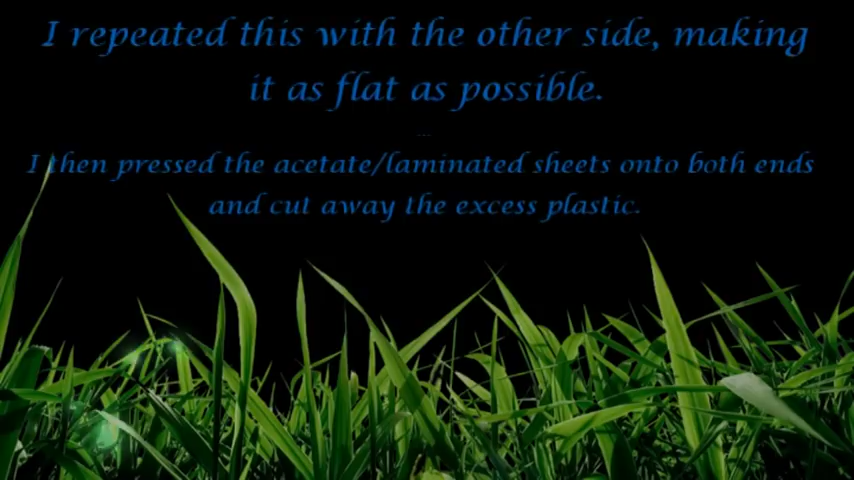 I repeated this with the other side, making
it as flat as possible.
...
I then pressed the acetate/laminated sheets onto both ends
and cut away the excess plastic.